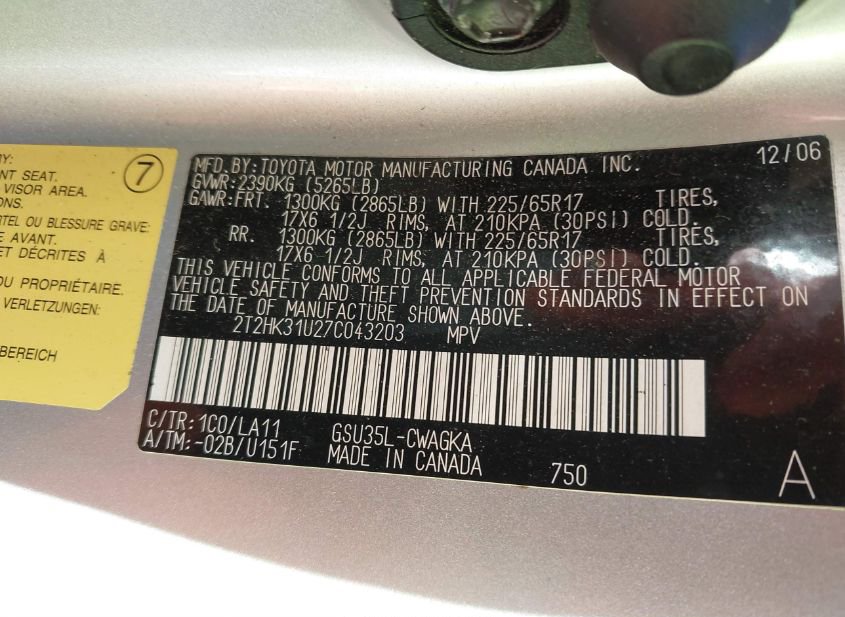 RY:
NT SEAT.
VISOR AREA.
ONS.
RTEL OU BLESSURE GRAVE:
E AVANT.
ET DÉCRITES À
DU PROPRIÉTAIRE.
VERLETZUNGEN:
BEREICH
7
MFD.BY:TOYOTA MOTOR MANUFACTURING CANADA INC. 12/06
GVWR:2390KG (5265LB)
GAWR:FRT. 1300KG (2865LB) WITH 225/65R17 TIRES,
17X6 1/2J RIMS, AT 210KPA (30PSI) COLD.
RR. 1300KG (2865LB) WITH 225/65R17 TIRES,
17X6 1/2J RIMS, AT 210KPA (30PSI) COLD.
THIS VEHICLE CONFORMS TO ALL APPLICABLE FEDERAL MOTOR
VEHICLE SAFETY AND THEFT PREVENTION STANDARDS IN EFFECT ON
THE DATE OF MANUFACTURE SHOWN ABOVE.
2T2HK31U27C043203 MPV
C/TR:1C0/LA11 GSU35L-CWAGKA
A/TM:-02B/U151F MADE IN CANADA 750 A